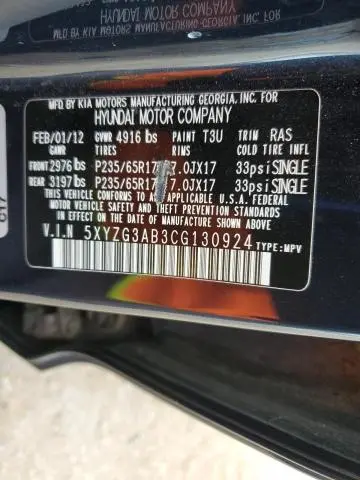 HYUNDAI MOTOR COMPANY
MFD BY KIA MOTORS MANUFACTURING GEORGIA, INC. FOR
HYUNDAI MOTOR COMPANY
FEB/01/12 GVWR 4916 lbs PAINT T3U TRIM RAS
GAWR TIRES RIMS COLD TIRE INFL
FRONT 2976 lbs P235/65R17 7.0JX17 33psi SINGLE
REAR 3197 lbs P235/65R17 7.0JX17 33psi SINGLE
THIS VEHICLE CONFORMS TO ALL APPLICABLE U.S.A. FEDERAL
MOTOR VEHICLE SAFETY AND THEFT PREVENTION STANDARDS
IN EFFECT ON THE DATE OF MANUFACTURE SHOWN ABOVE.
V.I.N 5XYZG3AB3CG130924 TYPE:MPV